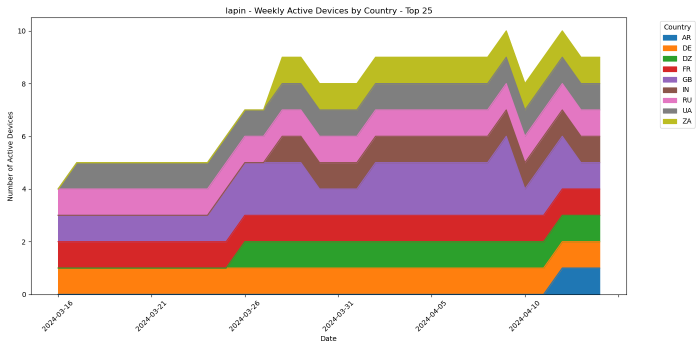 lapin - Weekly Active Devices by Country - Top 25
Number of Active Devices
10
8
6
4
2
0
2024-03-16
2024-03-21
2024-03-26
2024-03-31
2024-04-05
2024-04-10
Date
Country
AR
DE
DZ
FR
GB
IN
RU
UA
ZA